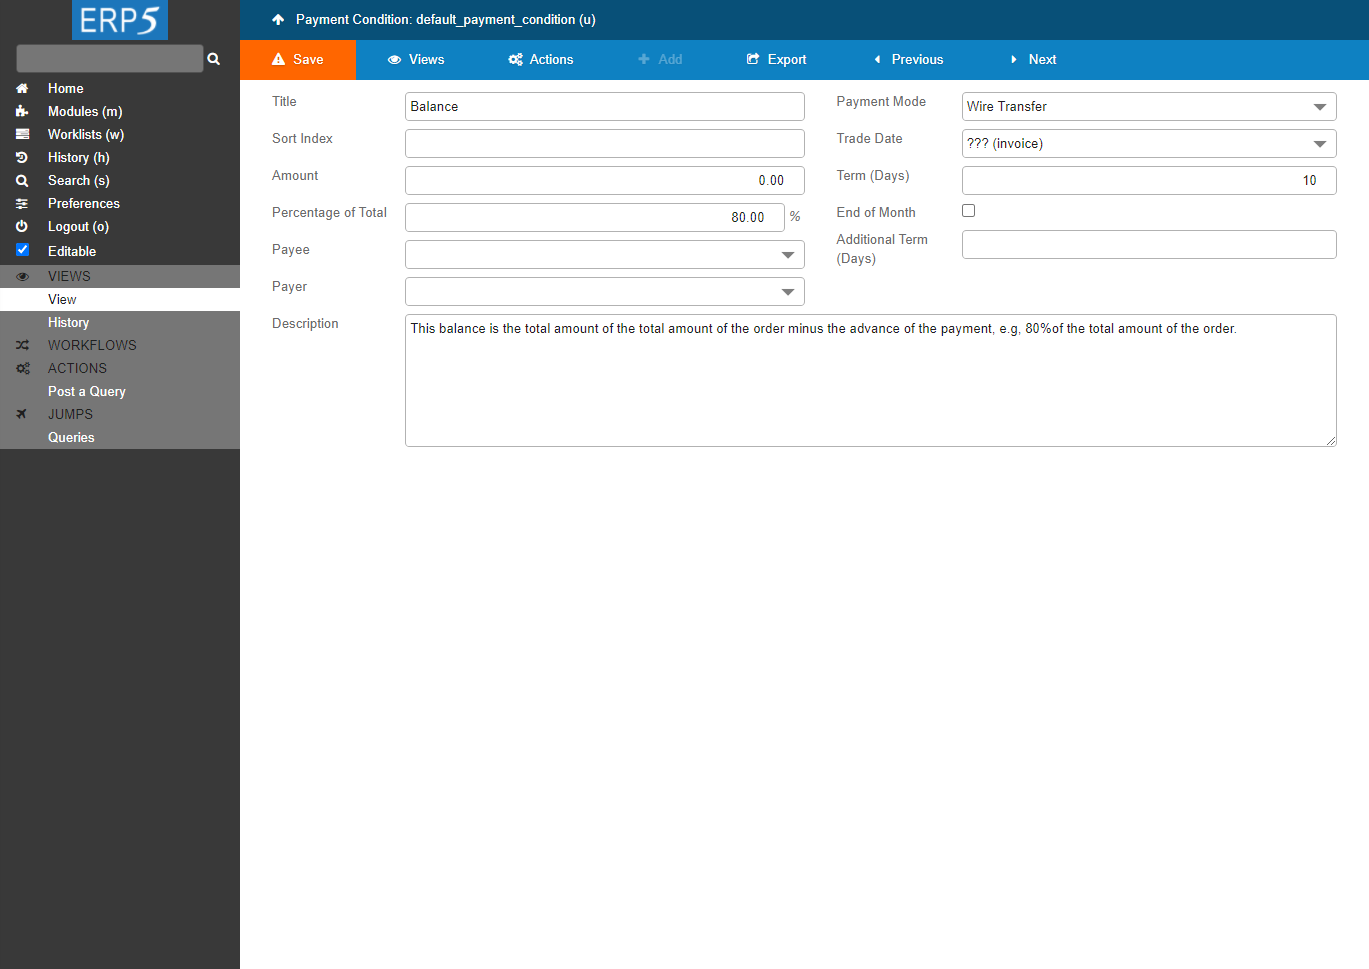 ERP5
Payment Condition: default_payment_condition (u)
Save
Views
Actions
Add
Export
Previous
Next
Home
Modules (m)
Worklists (w)
History (h)
Search (s)
Preferences
Logout (o)
Editable
VIEWS
View
History
WORKFLOWS
ACTIONS
Post a Query
JUMPS
Queries
Title
Balance
Sort Index
Amount
0.00
Percentage of Total
80.00 %
Payee
Payer
Payment Mode
Wire Transfer
Trade Date
??? (invoice)
Term (Days)
10
End of Month
Additional Term
(Days)
Description
This balance is the total amount of the total amount of the order minus the advance of the payment, e.g, 80%of the total amount of the order.